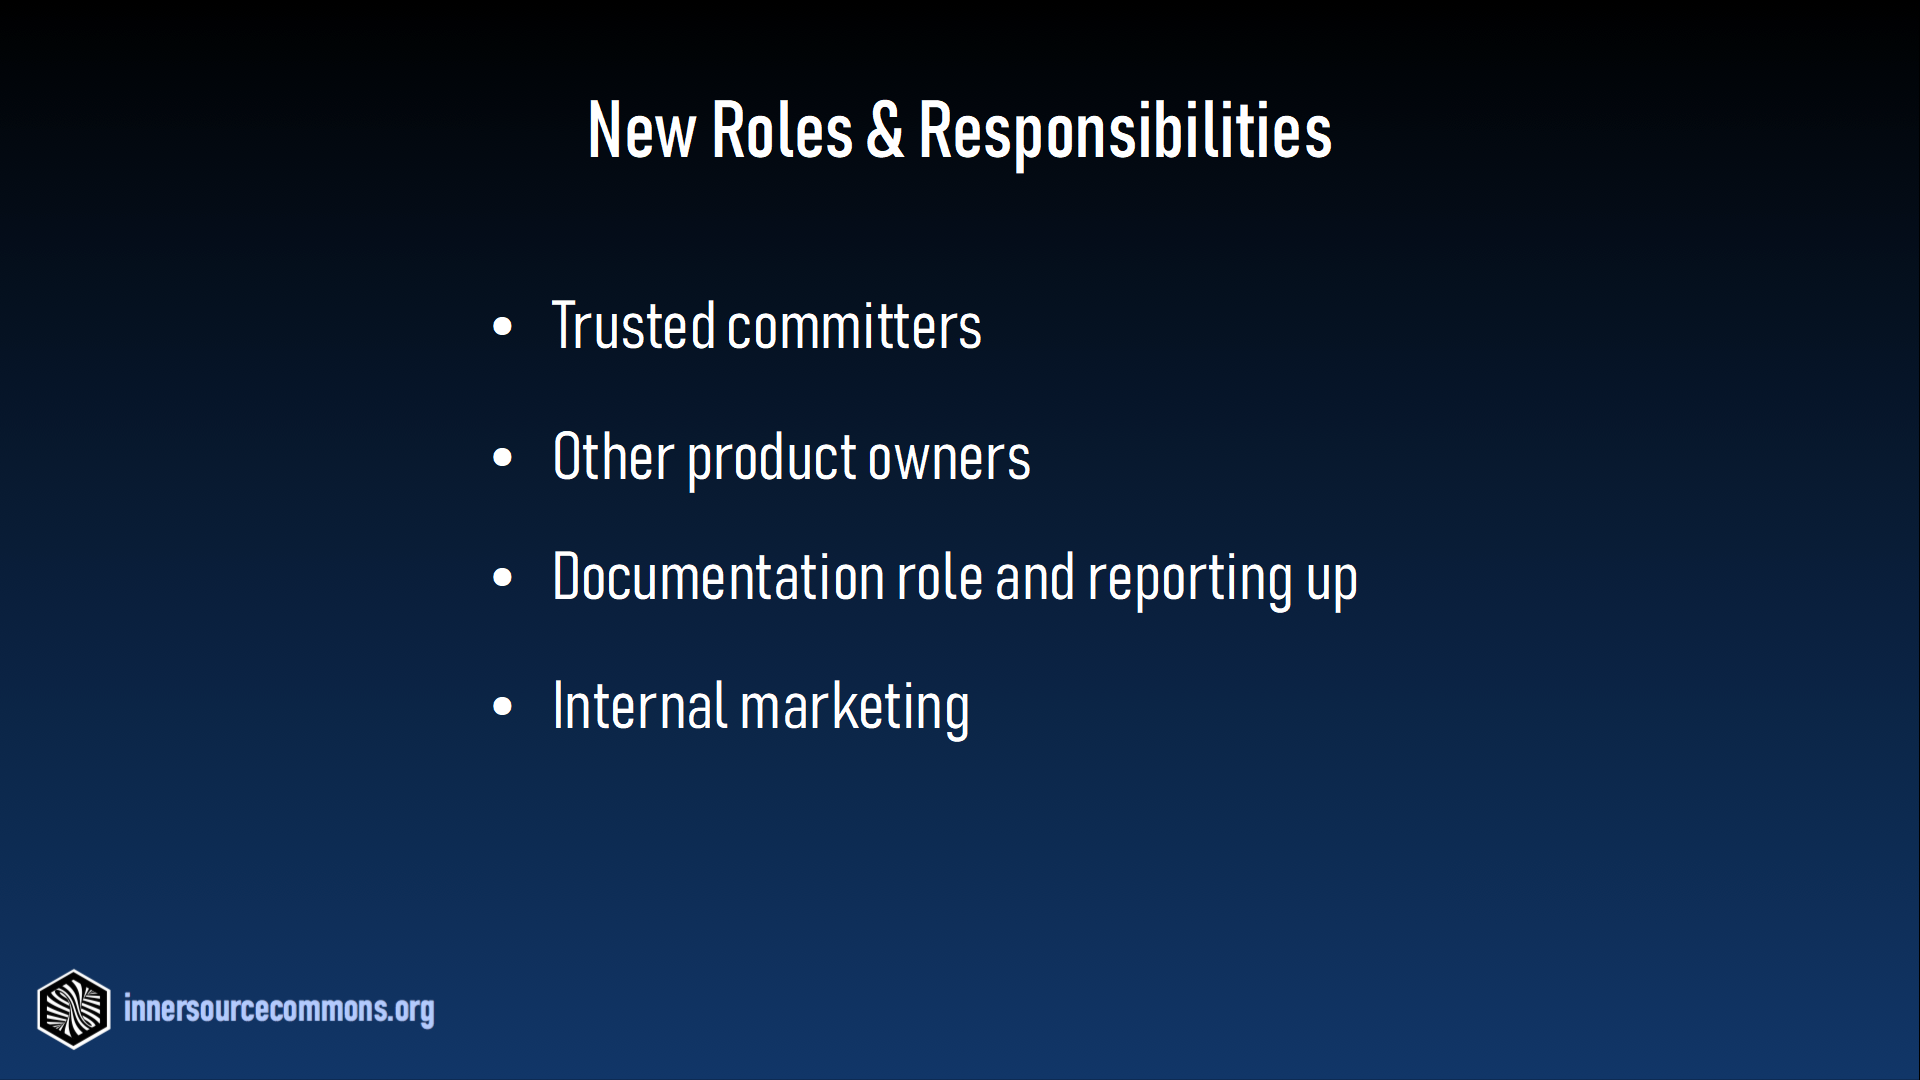 New Roles & Responsibilities
• Trusted committers
• Other product owners
• Documentation role and reporting up
• Internal marketing
innersourcecommons.org